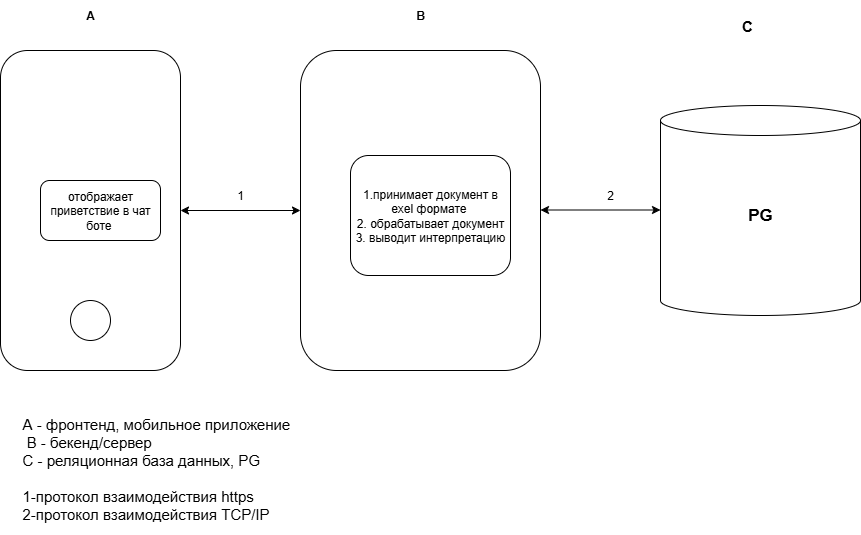 A
B
C
отображает
приветствие в чат
боте
1
1.принимает документ в
exel формате
2. обрабатывает документ
3. выводит интерпретацию
2
PG
A - фронтенд, мобильное приложение
B - бекенд/сервер
C - реляционная база данных, PG
1-протокол взаимодействия https
2-протокол взаимодействия TCP/IP